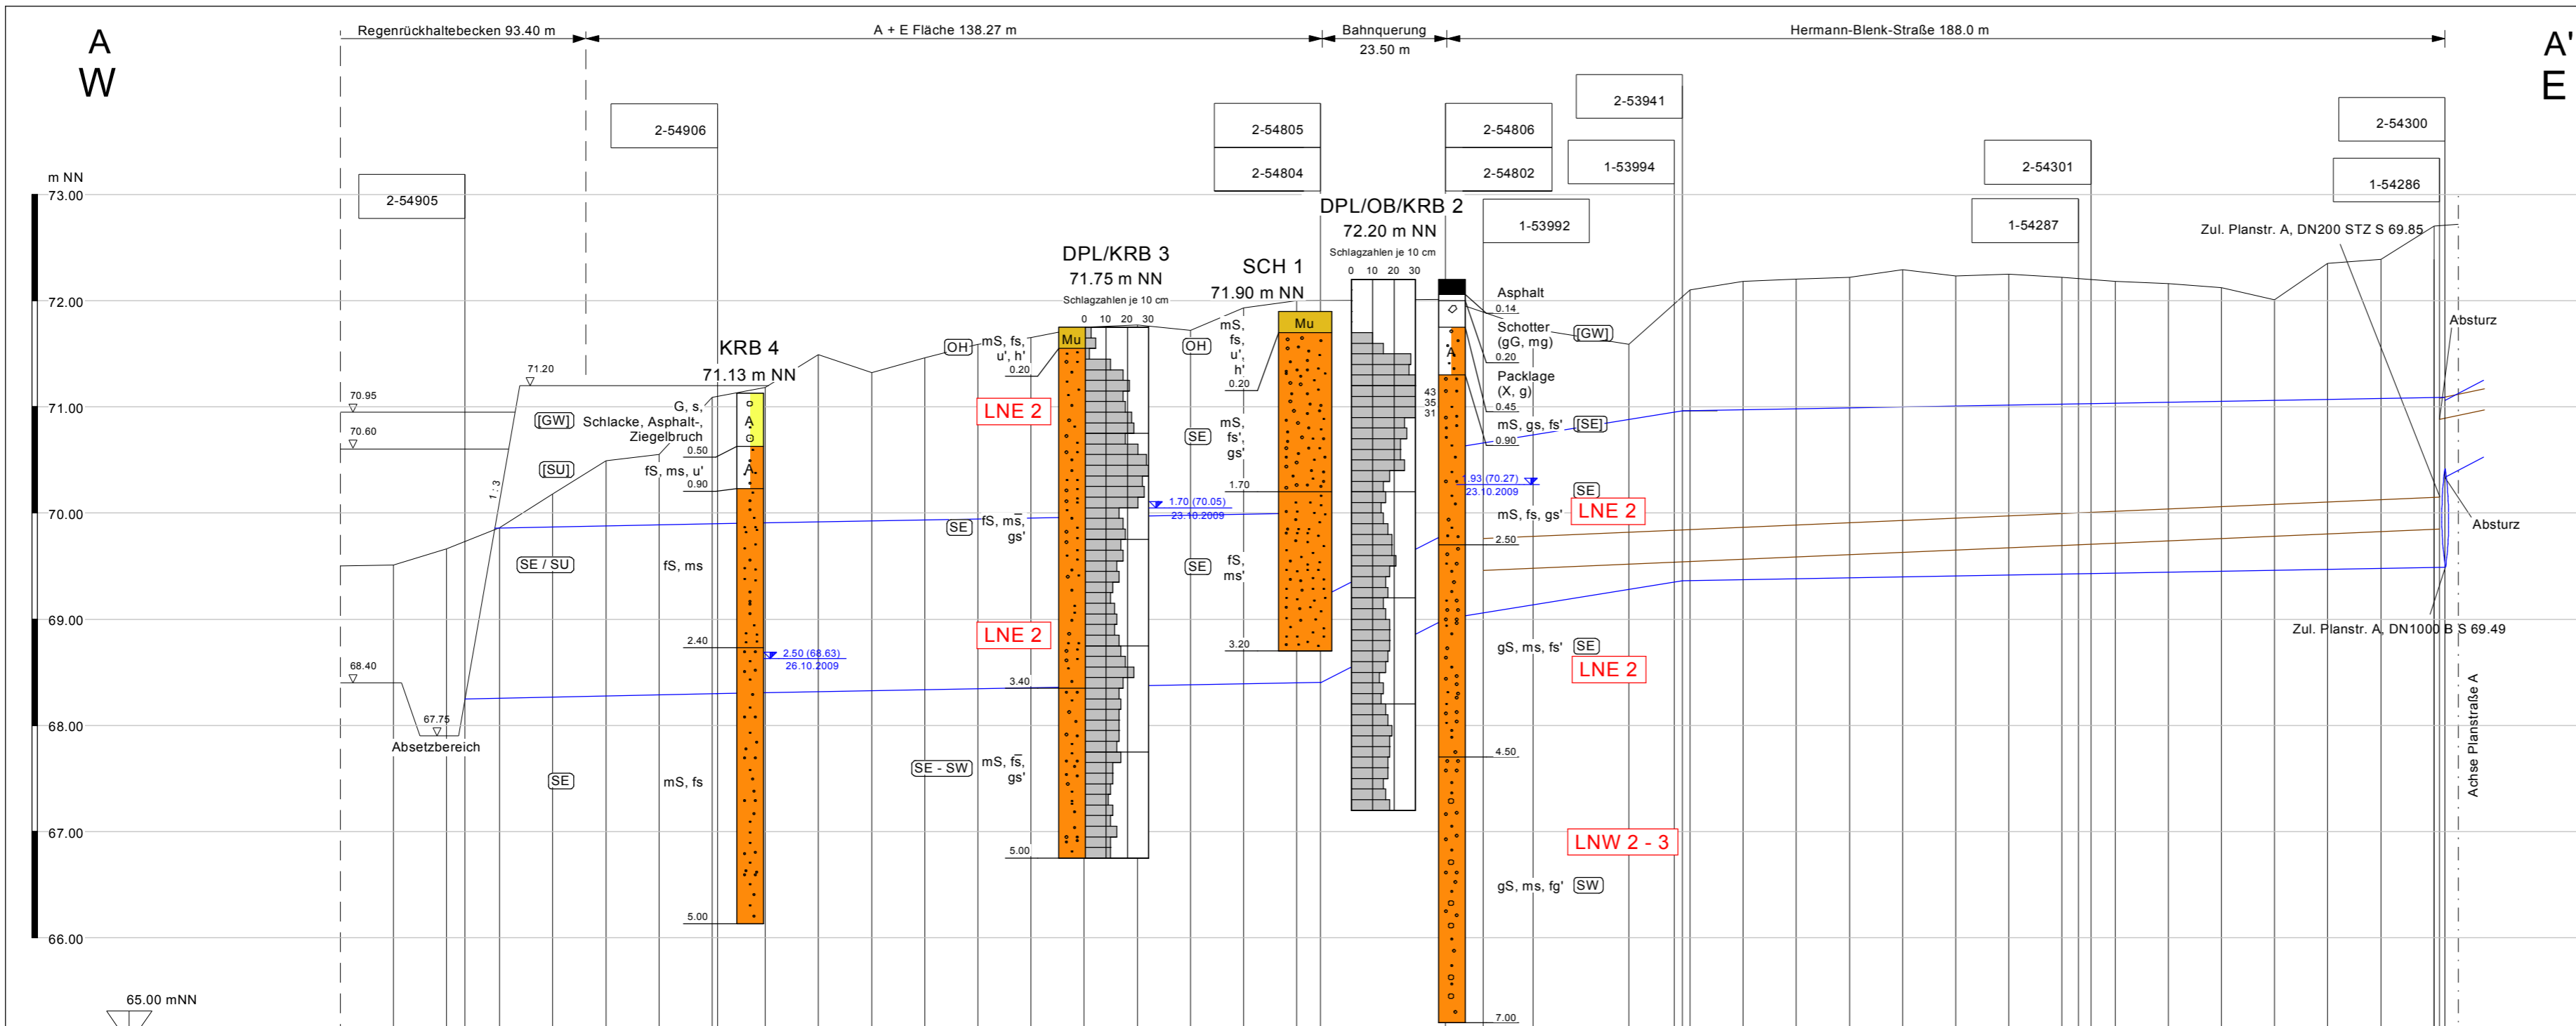 A
W
A'
E
Regenrückhaltebecken 93.40 m
A + E Fläche 138.27 m
Bahnquerung
23.50 m
Hermann-Blenk-Straße 188.0 m
2-54905
2-54906
2-54805
2-54804
2-54806
2-54802
1-53992
2-53941
1-53994
2-54301
1-54287
2-54300
1-54286
m NN
73.00
72.00
71.00
70.00
69.00
68.00
67.00
66.00
65.00 mNN
70.95
70.60
71.20
68.40
67.75
Absetzbereich
1 : 3
[GW]
[SU]
SE / SU
SE
KRB 4
71.13 m NN
G, s,
Schlacke, Asphalt-,
Ziegelbruch
0.50
fS, ms, u'
0.90
fS, ms
2.40
mS, fs
5.00
A
A
2.50 (68.63)
26.10.2009
DPL/KRB 3
71.75 m NN
Schlagzahlen je 10 cm
0 10 20 30
Mu
OH
mS, fs,
u', h'
0.20
LNE 2
SE
fS, ms̅,
gs'
LNE 2
3.40
SE - SW
mS, fs̅,
gs'
5.00
1.70 (70.05)
23.10.2009
SCH 1
71.90 m NN
Mu
OH
mS,
fs,
u'
h'
0.20
SE
mS,
fs',
gs'
1.70
SE
fS,
ms'
3.20
DPL/OB/KRB 2
72.20 m NN
Schlagzahlen je 10 cm
0 10 20 30
43
35
31
A
Asphalt
0.14
Schotter
(gG, mg)
[GW]
0.20
Packlage
(X, g)
0.45
mS, gs, fs'
[SE]
0.90
1.93 (70.27)
23.10.2009
SE
mS, fs, gs'
LNE 2
2.50
gS, ms, fs'
SE
LNE 2
4.50
LNW 2 - 3
gS, ms, fg'
SW
7.00
Zul. Planstr. A, DN200 STZ S 69.85
Absturz
Absturz
Zul. Planstr. A, DN1000 B S 69.49
Achse Planstraße A